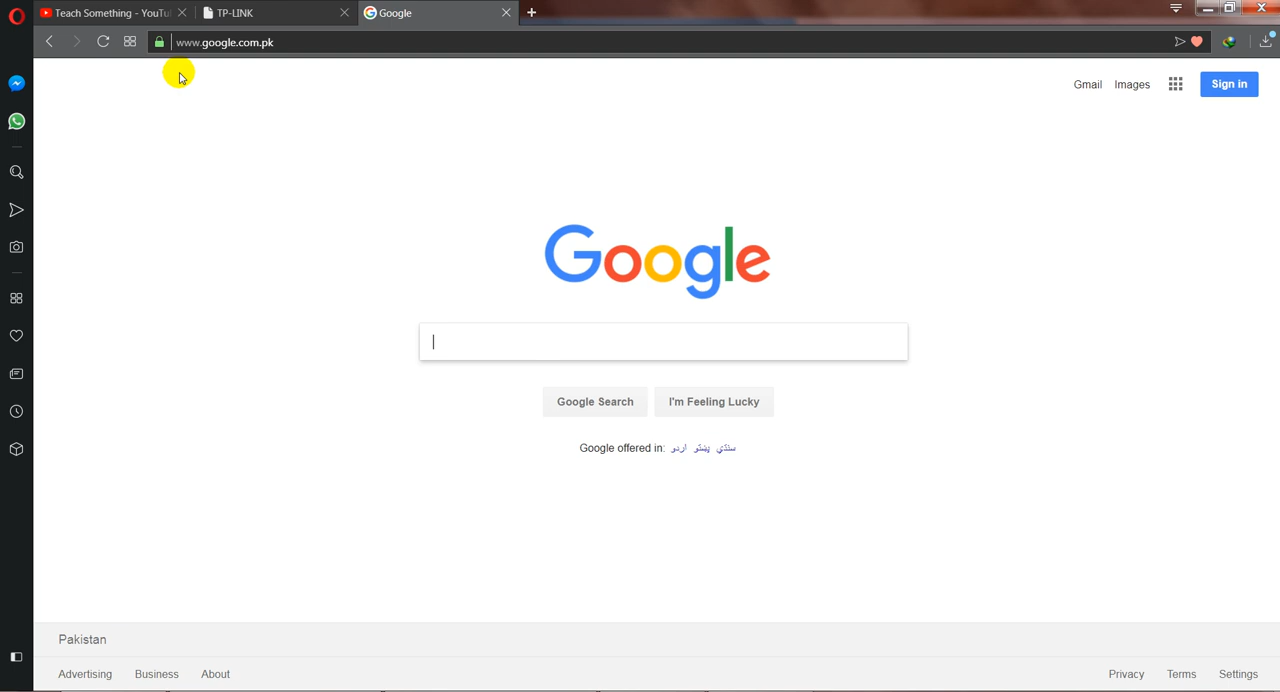 Teach Something - YouTu
TP-LINK
Google
www.google.com.pk
Gmail Images Sign in
Google
Google Search I'm Feeling Lucky
Google offered in: اردو پښتو سنڌي
Pakistan
Advertising Business About
Privacy Terms Settings